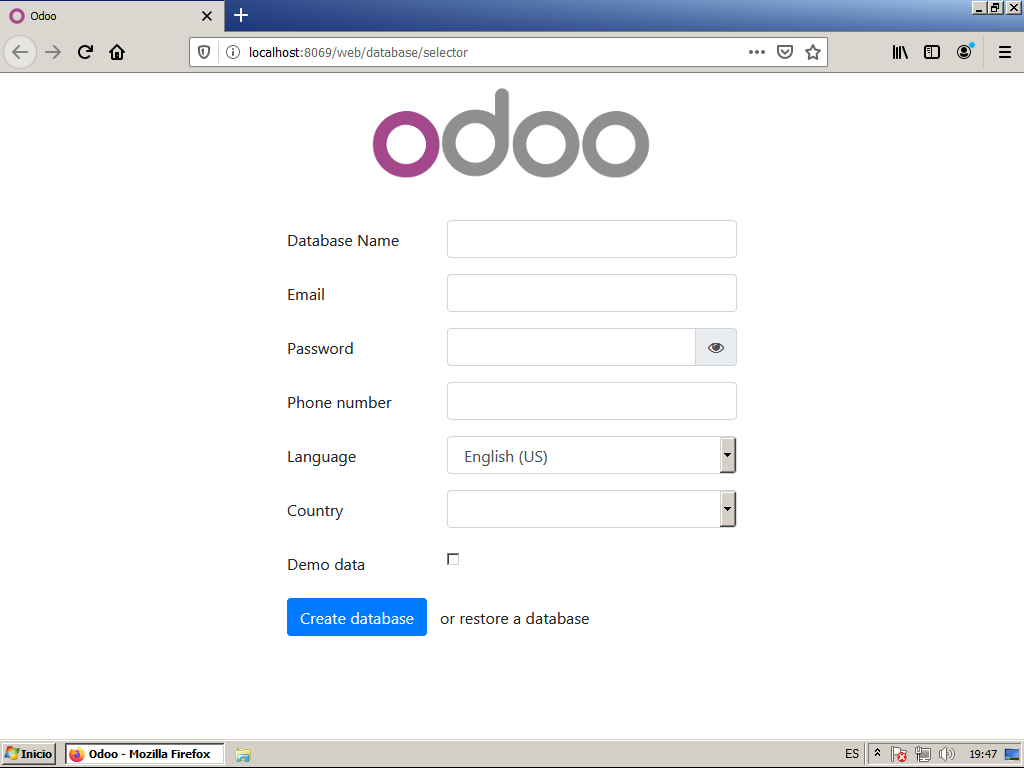 Odoo
localhost:8069/web/database/selector
odoo
Database Name
Email
Password
Phone number
Language
English (US)
Country
Demo data
Create database
or restore a database
Inicio
Odoo - Mozilla Firefox
ES
19:47